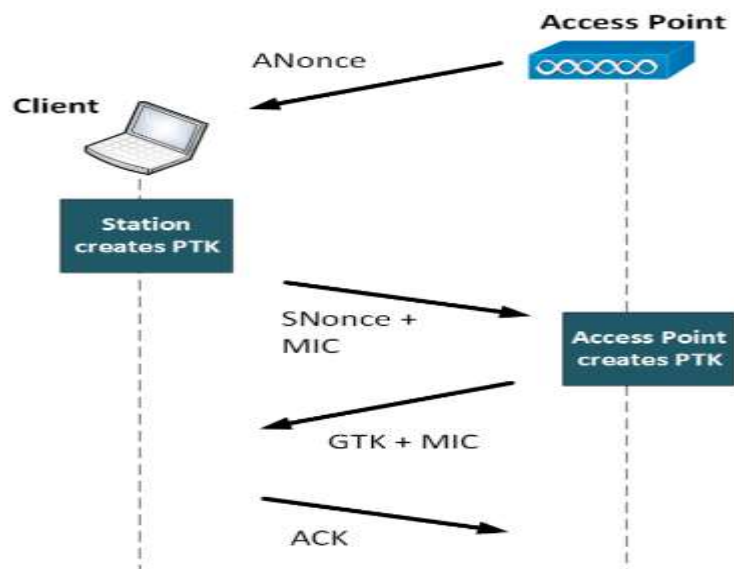 Access Point
ANonce
Client
Station
creates PTK
SNonce +
MIC
Access Point
creates PTK
GTK + MIC
ACK